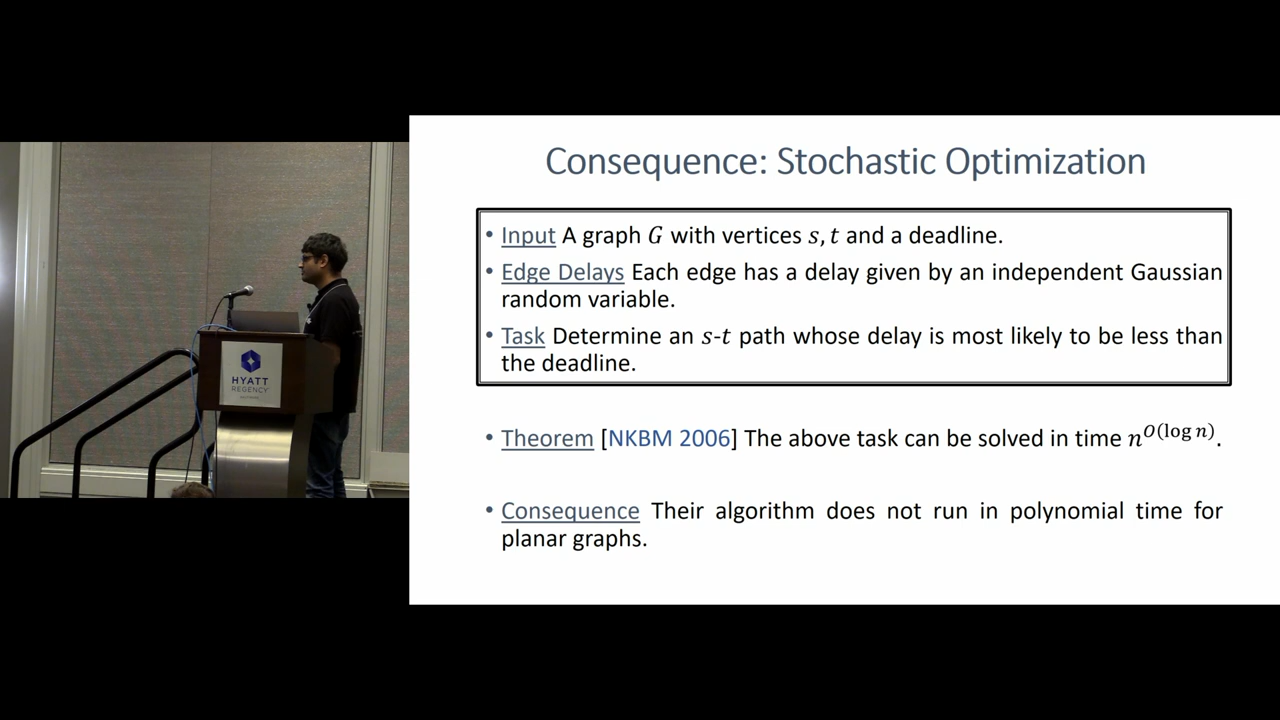 Consequence: Stochastic Optimization
• Input A graph G with vertices s, t and a deadline.
• Edge Delays Each edge has a delay given by an independent Gaussian
random variable.
• Task Determine an s-t path whose delay is most likely to be less than
the deadline.
• Theorem [NKBM 2006] The above task can be solved in time n^{O(log n)}.
• Consequence Their algorithm does not run in polynomial time for
planar graphs.
HYATT
REGENCY